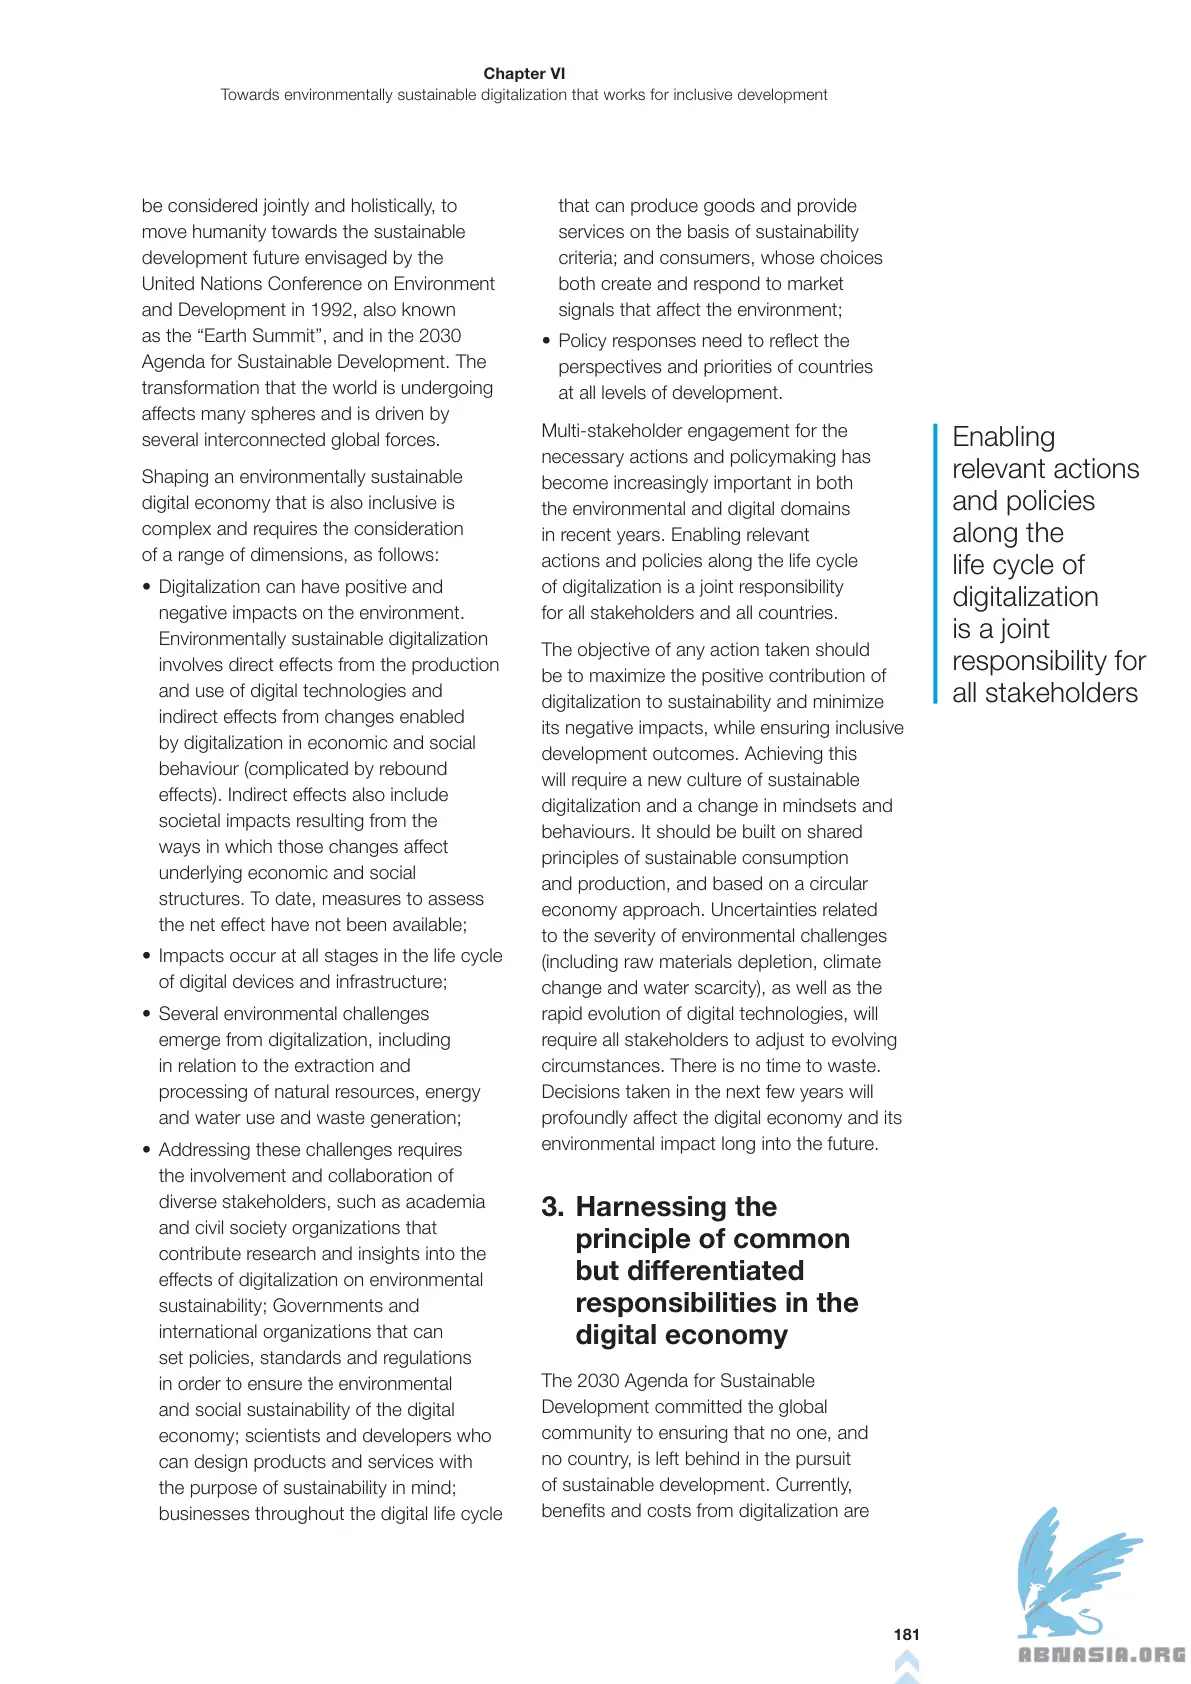 Chapter VI
Towards environmentally sustainable digitalization that works for inclusive development
be considered jointly and holistically, to
move humanity towards the sustainable
development future envisaged by the
United Nations Conference on Environment
and Development in 1992, also known
as the “Earth Summit”, and in the 2030
Agenda for Sustainable Development. The
transformation that the world is undergoing
affects many spheres and is driven by
several interconnected global forces.
Shaping an environmentally sustainable
digital economy that is also inclusive is
complex and requires the consideration
of a range of dimensions, as follows:
• Digitalization can have positive and
negative impacts on the environment.
Environmentally sustainable digitalization
involves direct effects from the production
and use of digital technologies and
indirect effects from changes enabled
by digitalization in economic and social
behaviour (complicated by rebound
effects). Indirect effects also include
societal impacts resulting from the
ways in which those changes affect
underlying economic and social
structures. To date, measures to assess
the net effect have not been available;
• Impacts occur at all stages in the life cycle
of digital devices and infrastructure;
• Several environmental challenges
emerge from digitalization, including
in relation to the extraction and
processing of natural resources, energy
and water use and waste generation;
• Addressing these challenges requires
the involvement and collaboration of
diverse stakeholders, such as academia
and civil society organizations that
contribute research and insights into the
effects of digitalization on environmental
sustainability; Governments and
international organizations that can
set policies, standards and regulations
in order to ensure the environmental
and social sustainability of the digital
economy; scientists and developers who
can design products and services with
the purpose of sustainability in mind;
businesses throughout the digital life cycle
that can produce goods and provide
services on the basis of sustainability
criteria; and consumers, whose choices
both create and respond to market
signals that affect the environment;
• Policy responses need to reflect the
perspectives and priorities of countries
at all levels of development.
Multi-stakeholder engagement for the
necessary actions and policymaking has
become increasingly important in both
the environmental and digital domains
in recent years. Enabling relevant
actions and policies along the life cycle
of digitalization is a joint responsibility
for all stakeholders and all countries.
The objective of any action taken should
be to maximize the positive contribution of
digitalization to sustainability and minimize
its negative impacts, while ensuring inclusive
development outcomes. Achieving this
will require a new culture of sustainable
digitalization and a change in mindsets and
behaviours. It should be built on shared
principles of sustainable consumption
and production, and based on a circular
economy approach. Uncertainties related
to the severity of environmental challenges
(including raw materials depletion, climate
change and water scarcity), as well as the
rapid evolution of digital technologies, will
require all stakeholders to adjust to evolving
circumstances. There is no time to waste.
Decisions taken in the next few years will
profoundly affect the digital economy and its
environmental impact long into the future.
3. Harnessing the
principle of common
but differentiated
responsibilities in the
digital economy
The 2030 Agenda for Sustainable
Development committed the global
community to ensuring that no one, and
no country, is left behind in the pursuit
of sustainable development. Currently,
benefits and costs from digitalization are
Enabling
relevant actions
and policies
along the
life cycle of
digitalization
is a joint
responsibility for
all stakeholders
181
ABNASIA.ORG